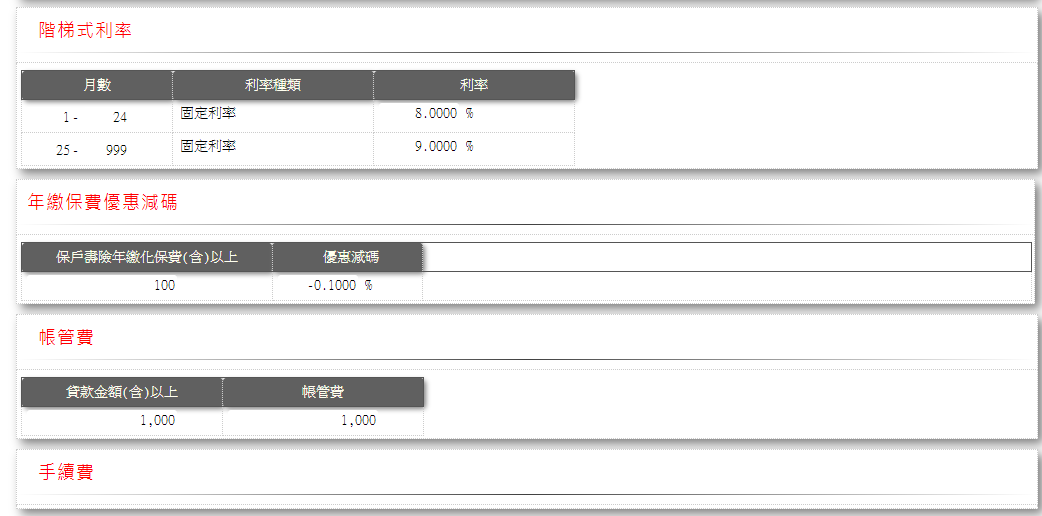 階梯式利率
月數 利率種類 利率
1 - 24 固定利率 8.0000 %
25 - 999 固定利率 9.0000 %
年繳保費優惠減碼
保戶壽險年繳化保費(含)以上 優惠減碼
100 -0.1000 %
帳管費
貸款金額(含)以上 帳管費
1,000 1,000
手續費